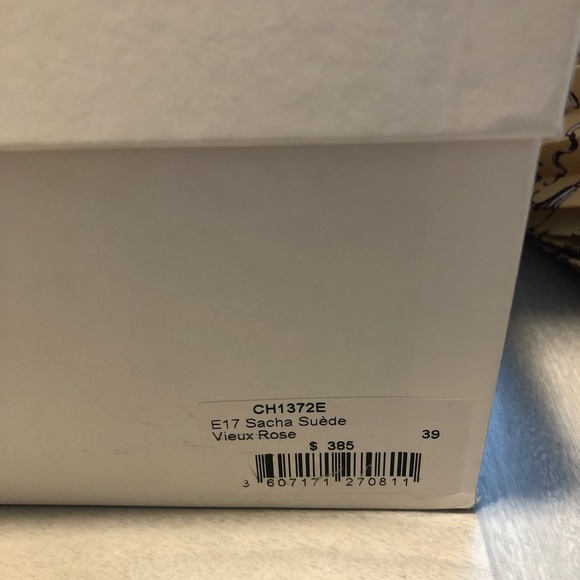 CH1372E
E17 Sacha Suède
Vieux Rose 39
$ 385
3 607171 270811